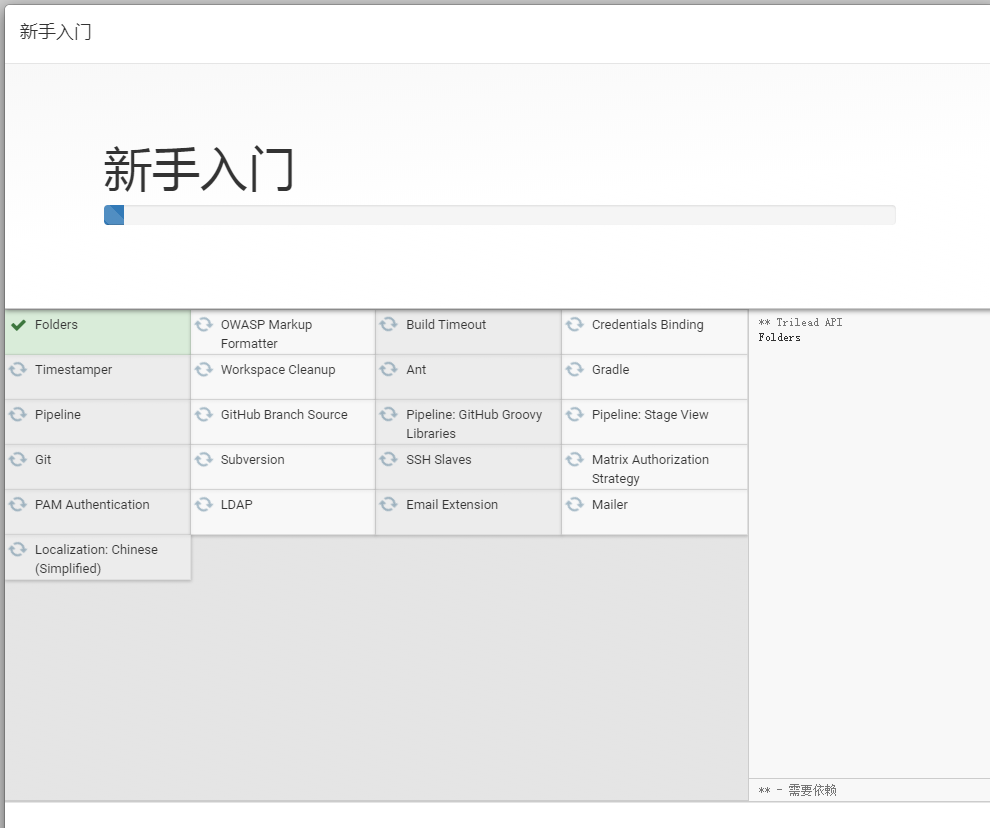 新手入门
新手入门
Folders
OWASP Markup
Formatter
Build Timeout
Credentials Binding
Timestamper
Workspace Cleanup
Ant
Gradle
Pipeline
GitHub Branch Source
Pipeline: GitHub Groovy
Libraries
Pipeline: Stage View
Git
Subversion
SSH Slaves
Matrix Authorization
Strategy
PAM Authentication
LDAP
Email Extension
Mailer
Localization: Chinese
(Simplified)
** Trilead API
Folders
** - 需要依赖